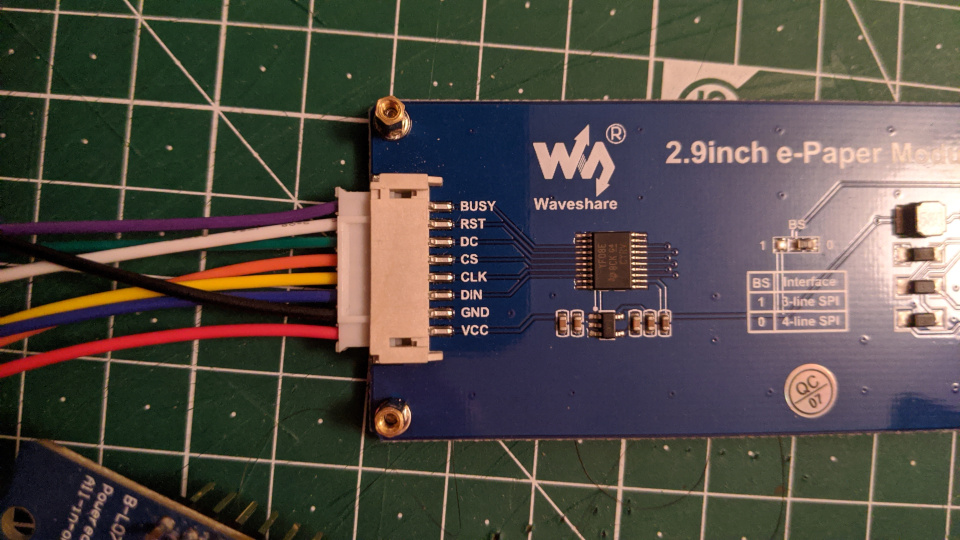 ®
Waveshare
2.9inch e-Paper
BUSY
RST
DC
CS
CLK
DIN
GND
VCC
BS
1 0
BS Interface
1 3-line SPI
0 4-line SPI
QC
07
B-L07